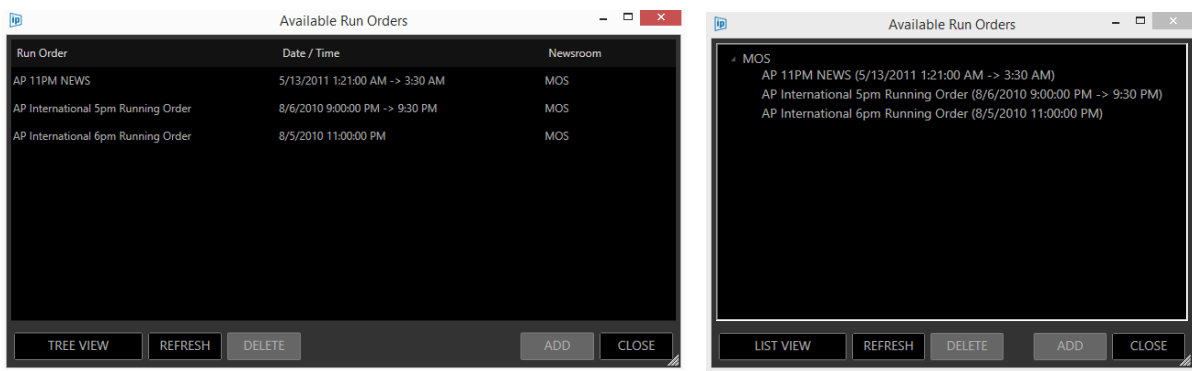 ip Available Run Orders
Run Order Date / Time Newsroom
AP 11PM NEWS 5/13/2011 1:21:00 AM -> 3:30 AM MOS
AP International 5pm Running Order 8/6/2010 9:00:00 PM -> 9:30 PM MOS
AP International 6pm Running Order 8/5/2010 11:00:00 PM MOS
TREE VIEW REFRESH DELETE ADD CLOSE
ip Available Run Orders
MOS
AP 11PM NEWS (5/13/2011 1:21:00 AM -> 3:30 AM)
AP International 5pm Running Order (8/6/2010 9:00:00 PM -> 9:30 PM)
AP International 6pm Running Order (8/5/2010 11:00:00 PM)
LIST VIEW REFRESH DELETE ADD CLOSE